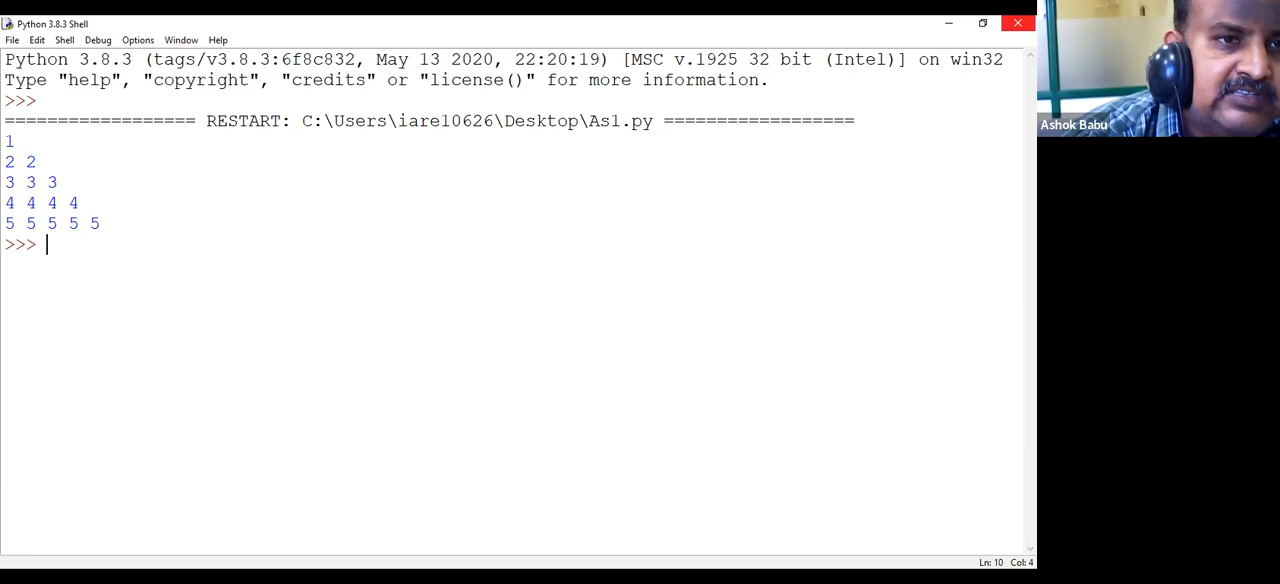 Python 3.8.3 Shell
File Edit Shell Debug Options Window Help
Python 3.8.3 (tags/v3.8.3:6f8c832, May 13 2020, 22:20:19) [MSC v.1925 32 bit (Intel)] on win32
Type "help", "copyright", "credits" or "license()" for more information.
>>>
================== RESTART: C:\Users\iare10626\Desktop\As1.py ==================
1
2 2
3 3 3
4 4 4 4
5 5 5 5 5
>>>
Ln: 10 Col: 4
Ashok Babu